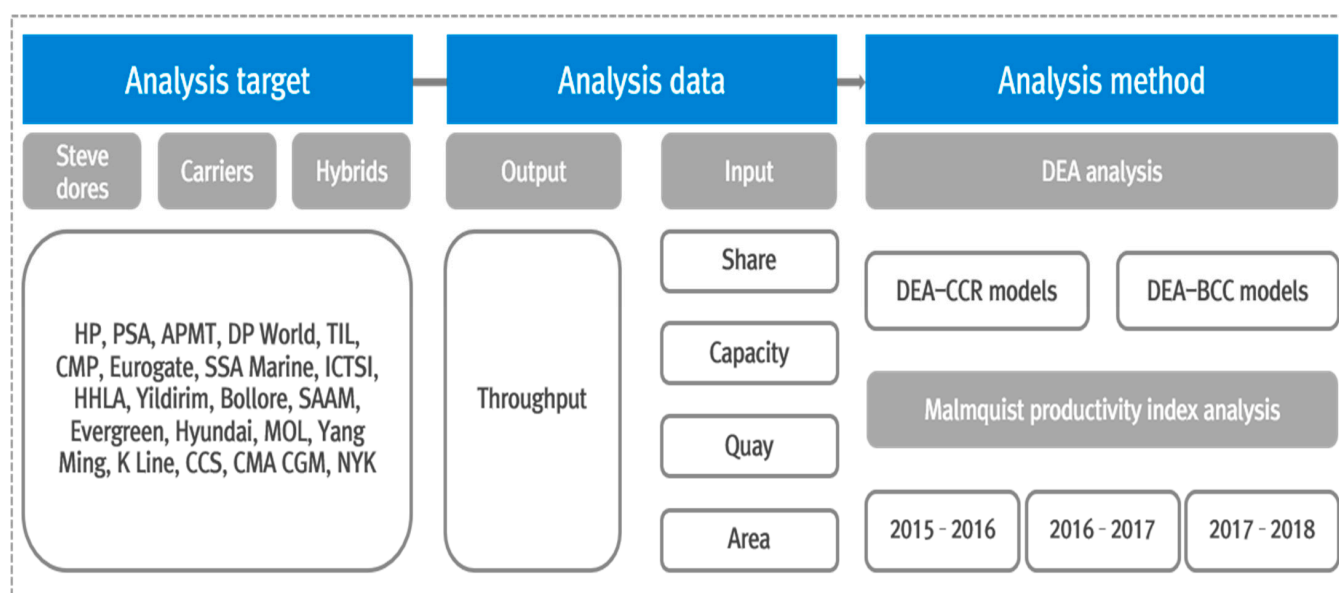 Analysis target
Analysis data
Analysis method
Steve
dores
Carriers
Hybrids
Output
Input
DEA analysis
HP, PSA, APMT, DP World, TIL,
CMP, Eurogate, SSA Marine, ICTSI,
HHLA, Yildirim, Bollore, SAAM,
Evergreen, Hyundai, MOL, Yang
Ming, K Line, CCS, CMA CGM, NYK
Throughput
Share
Capacity
Quay
Area
DEA-CCR models
DEA-BCC models
Malmquist productivity index analysis
2015 - 2016
2016 - 2017
2017 - 2018